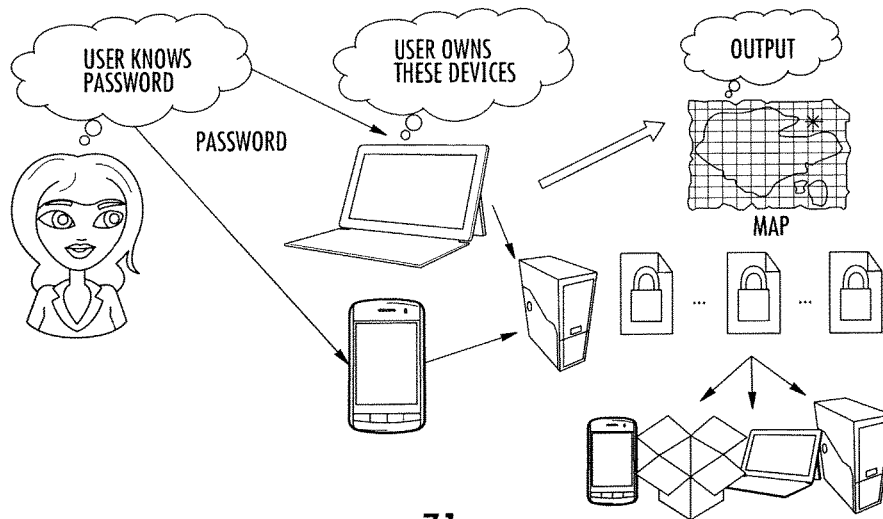 USER KNOWS
PASSWORD
USER OWNS
THESE DEVICES
OUTPUT
PASSWORD
MAP
... ...